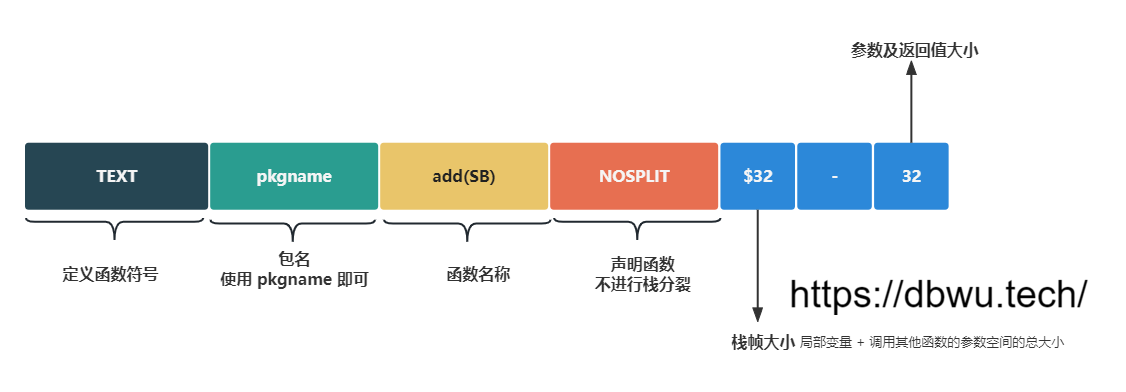 参数及返回值大小
TEXT
pkgname
add(SB)
NOSPLIT
$32
-
32
定义函数符号
包名
使用 pkgname 即可
函数名称
声明函数
不进行栈分裂
https://dbwu.tech/
栈帧大小 局部变量 + 调用其他函数的参数空间的总大小